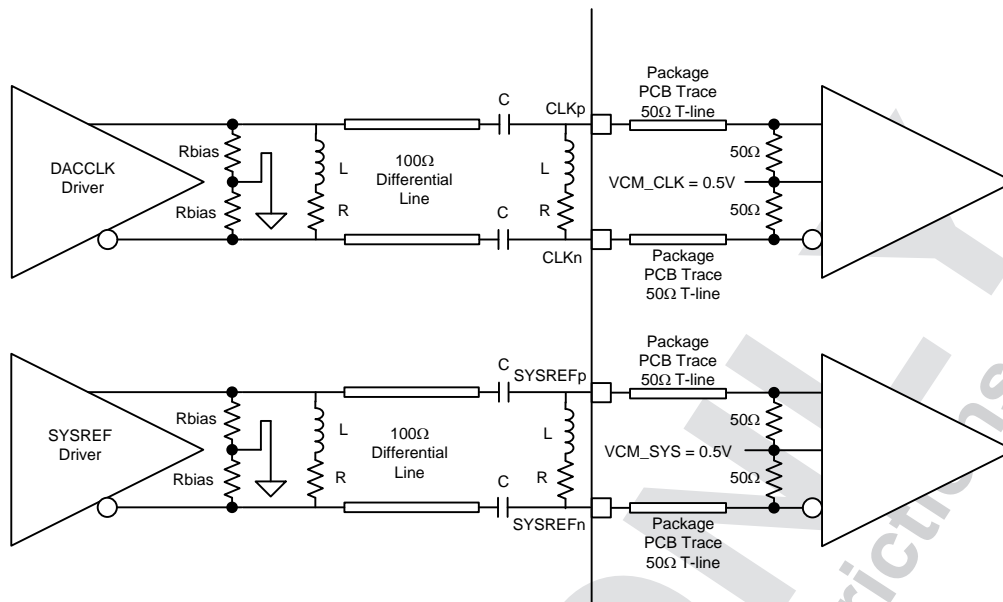 Package
PCB Trace
50Ω T-line
C
CLKp
DACCLK
Driver
Rbias
Rbias
L
R
100Ω
Differential
Line
L
R
50Ω
VCM_CLK = 0.5V
50Ω
C
CLKn
Package
PCB Trace
50Ω T-line
Package
PCB Trace
50Ω T-line
C
SYSREFp
SYSREF
Driver
Rbias
Rbias
L
R
100Ω
Differential
Line
L
R
50Ω
VCM_SYS = 0.5V
50Ω
C
SYSREFn
Package
PCB Trace
50Ω T-line